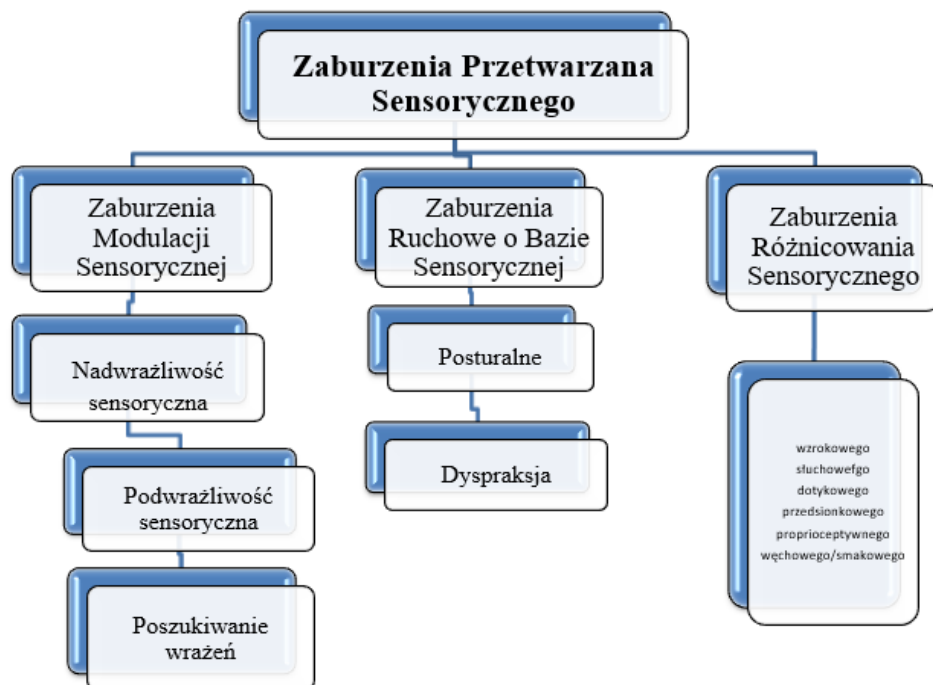 Zaburzenia Przetwarzana
Sensorycznego
Zaburzenia
Modulacji
Sensorycznej
Nadwrażliwość
sensoryczna
Podwrażliwość
sensoryczna
Poszukiwanie
wrażeń
Zaburzenia
Ruchowe o Bazie
Sensorycznej
Posturalne
Dyspraksja
Zaburzenia
Różnicowania
Sensorycznego
wzrokowego
słuchowefgo
dotykowego
przedsionkowego
proprioceptywnego
węchowego/smakowego